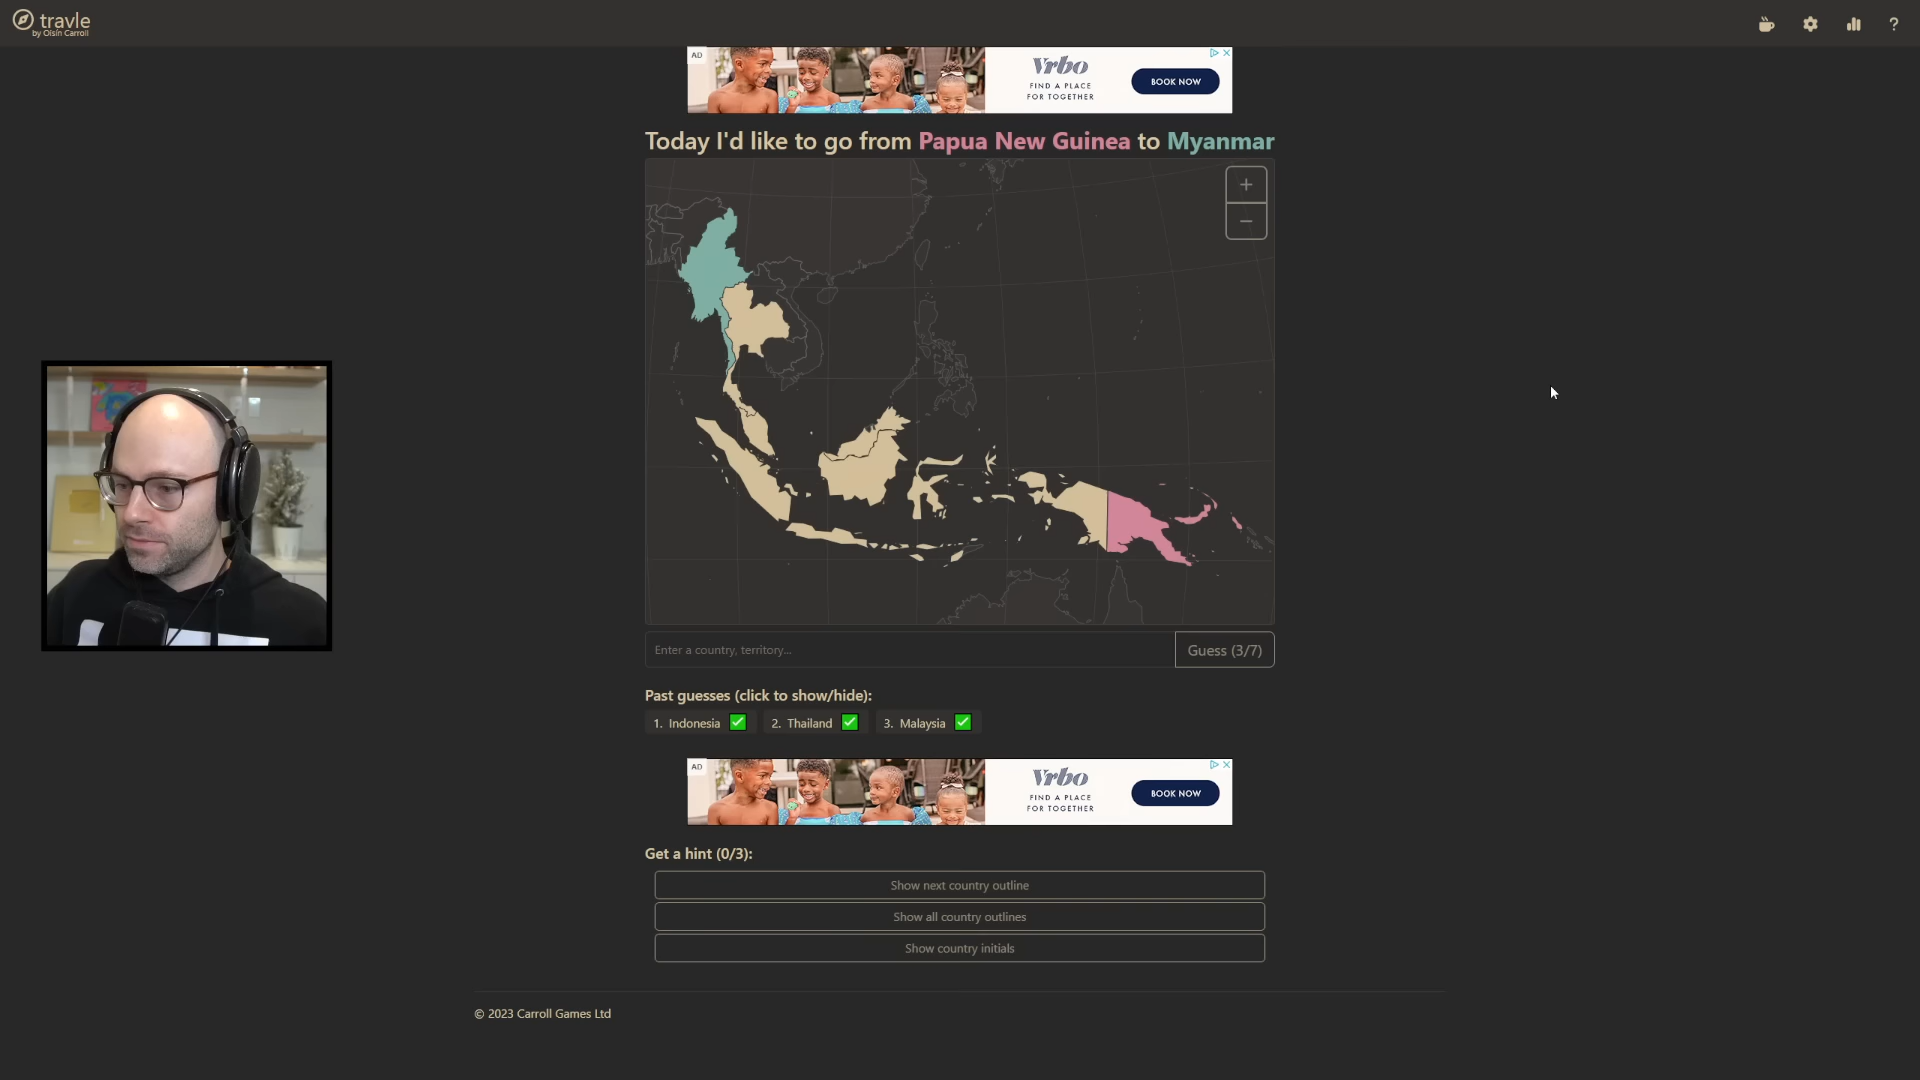 travle
by Oisín Carroll
AD
Vrbo
FIND A PLACE
FOR TOGETHER
BOOK NOW
Today I'd like to go from Papua New Guinea to Myanmar
+
−
Enter a country, territory...
Guess (3/7)
Past guesses (click to show/hide):
1. Indonesia ✅ 2. Thailand ✅ 3. Malaysia ✅
AD
Vrbo
FIND A PLACE
FOR TOGETHER
BOOK NOW
Get a hint (0/3):
Show next country outline
Show all country outlines
Show country initials
© 2023 Carroll Games Ltd